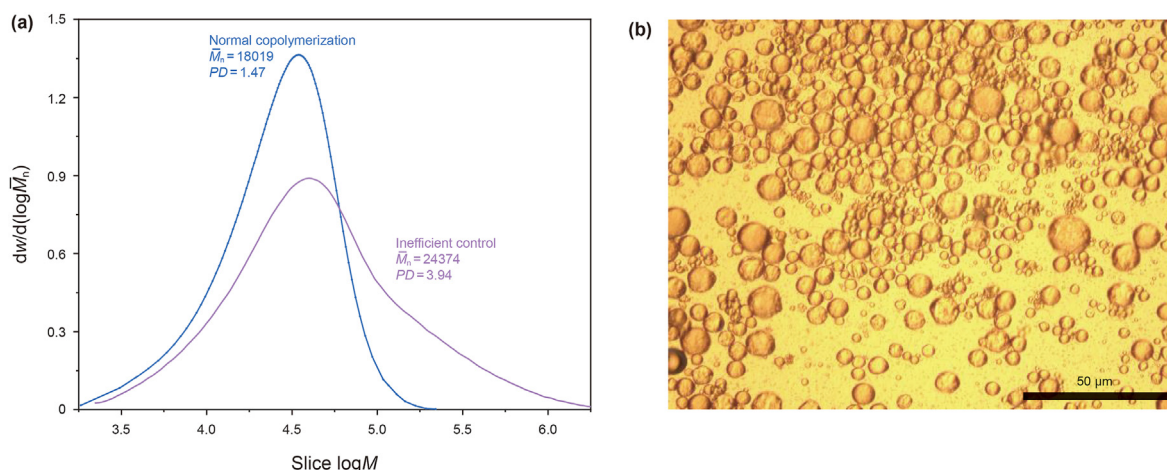 (a)
1.5
1.2
0.9
0.6
0.3
0
dw/d(logM̅ₙ)
Normal copolymerization
M̅ₙ = 18019
PD = 1.47
Inefficient control
M̅ₙ = 24374
PD = 3.94
3.5 4.0 4.5 5.0 5.5 6.0
Slice logM
(b)
50 μm